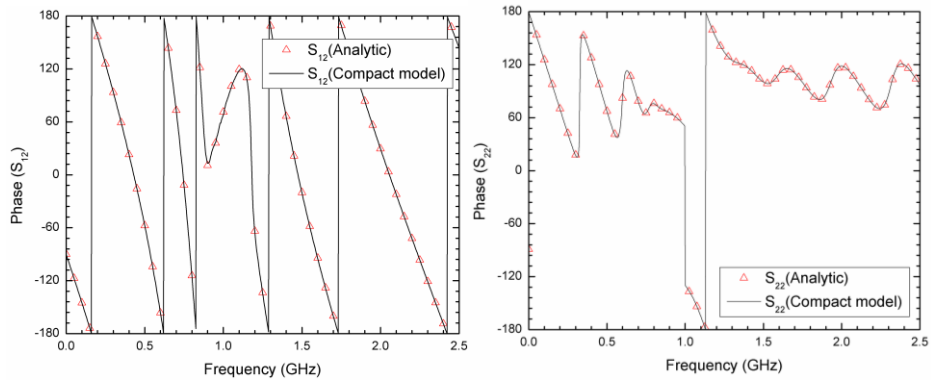 180
120
60
0
-60
-120
-180
Phase (S12)
S12(Analytic)
S12(Compact model)
0.0 0.5 1.0 1.5 2.0 2.5
Frequency (GHz)
180
120
60
0
-60
-120
-180
Phase (S22)
S22(Analytic)
S22(Compact model)
0.0 0.5 1.0 1.5 2.0 2.5
Frequency (GHz)